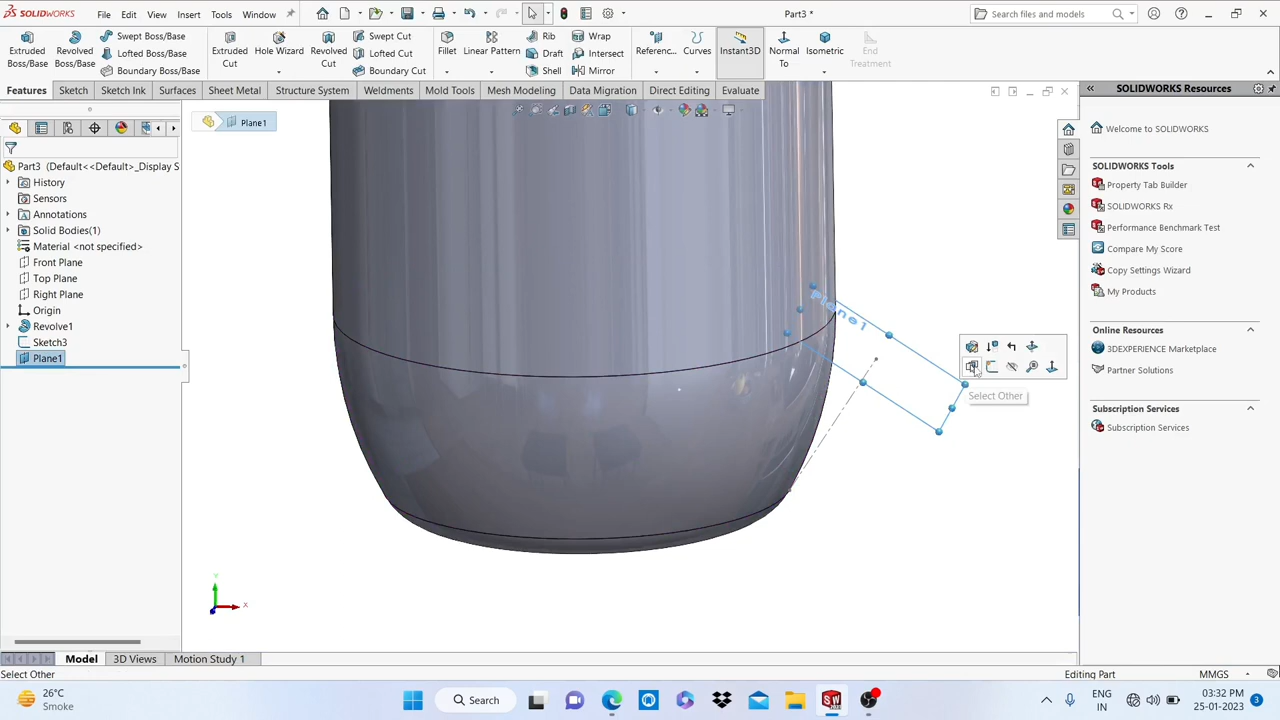 SOLIDWORKS File Edit View Insert Tools Window Part3 * Search files and models
Extruded Boss/Base Revolved Boss/Base Swept Boss/Base Lofted Boss/Base Boundary Boss/Base Extruded Cut Hole Wizard Revolved Cut Swept Cut Lofted Cut Boundary Cut Fillet Linear Pattern Rib Draft Shell Wrap Intersect Mirror Referenc... Curves Instant3D Normal To Isometric End Treatment
Features Sketch Sketch Ink Surfaces Sheet Metal Structure System Weldments Mold Tools Mesh Modeling Data Migration Direct Editing Evaluate
SOLIDWORKS Resources
Plane1
Welcome to SOLIDWORKS
Part3 (Default<<Default>_Display S
SOLIDWORKS Tools
History
Property Tab Builder
Sensors
SOLIDWORKS Rx
Annotations
Performance Benchmark Test
Solid Bodies(1)
Compare My Score
Material <not specified>
Copy Settings Wizard
Front Plane
My Products
Top Plane
Right Plane
Plane1
Origin
Online Resources
Revolve1
3DEXPERIENCE Marketplace
Sketch3
Partner Solutions
Plane1
Select Other
Subscription Services
Subscription Services
Y
X
Model 3D Views Motion Study 1
Select Other Editing Part MMGS
26°C
Smoke
Search
ENG
IN
03:32 PM
25-01-2023
3